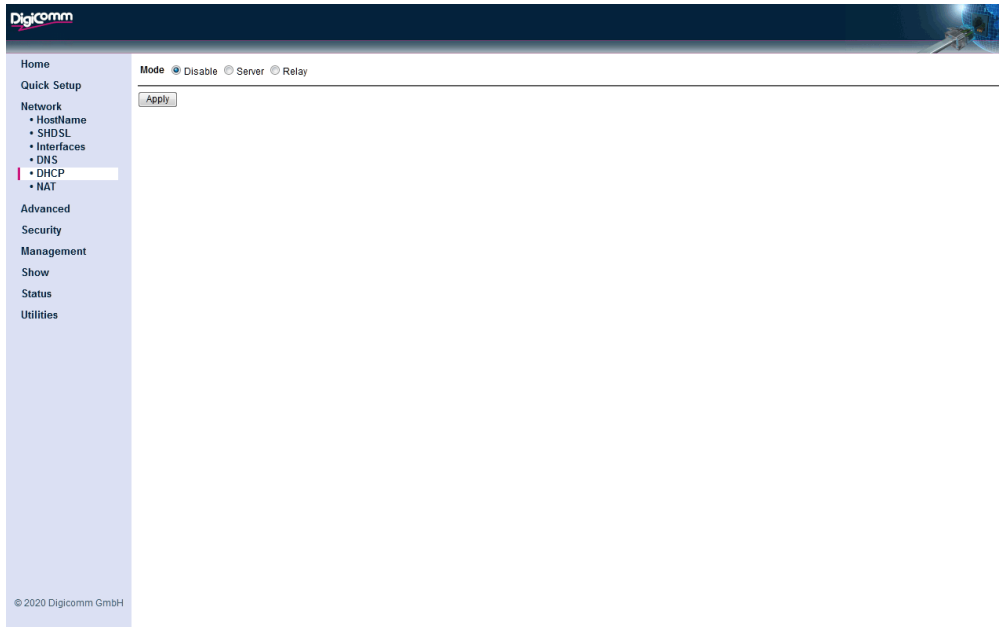 Digicomm
Home
Quick Setup
Network
• HostName
• SHDSL
• Interfaces
• DNS
• DHCP
• NAT
Advanced
Security
Management
Show
Status
Utilities
© 2020 Digicomm GmbH
Mode Disable Server Relay
Apply